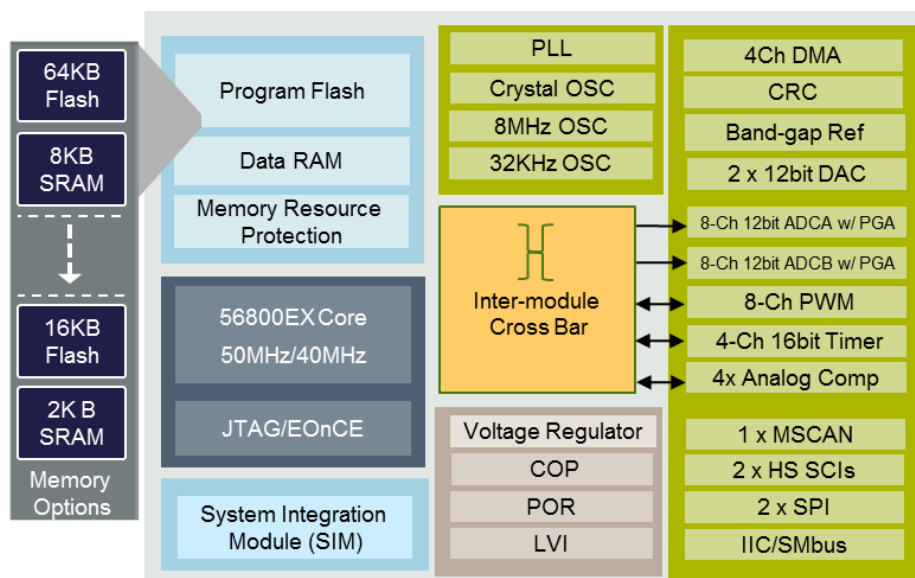 64KB
Flash
8KB
SRAM
16KB
Flash
2K B
SRAM
Memory
Options
Program Flash
Data RAM
Memory Resource
Protection
56800EX Core
50MHz/40MHz
JTAG/EOnCE
System Integration
Module (SIM)
PLL
Crystal OSC
8MHz OSC
32KHz OSC
Inter-module
Cross Bar
Voltage Regulator
COP
POR
LVI
4Ch DMA
CRC
Band-gap Ref
2 x 12bit DAC
8-Ch 12bit ADCA w/ PGA
8-Ch 12bit ADCB w/ PGA
8-Ch PWM
4-Ch 16bit Timer
4x Analog Comp
1 x MSCAN
2 x HS SCIs
2 x SPI
IIC/SMbus